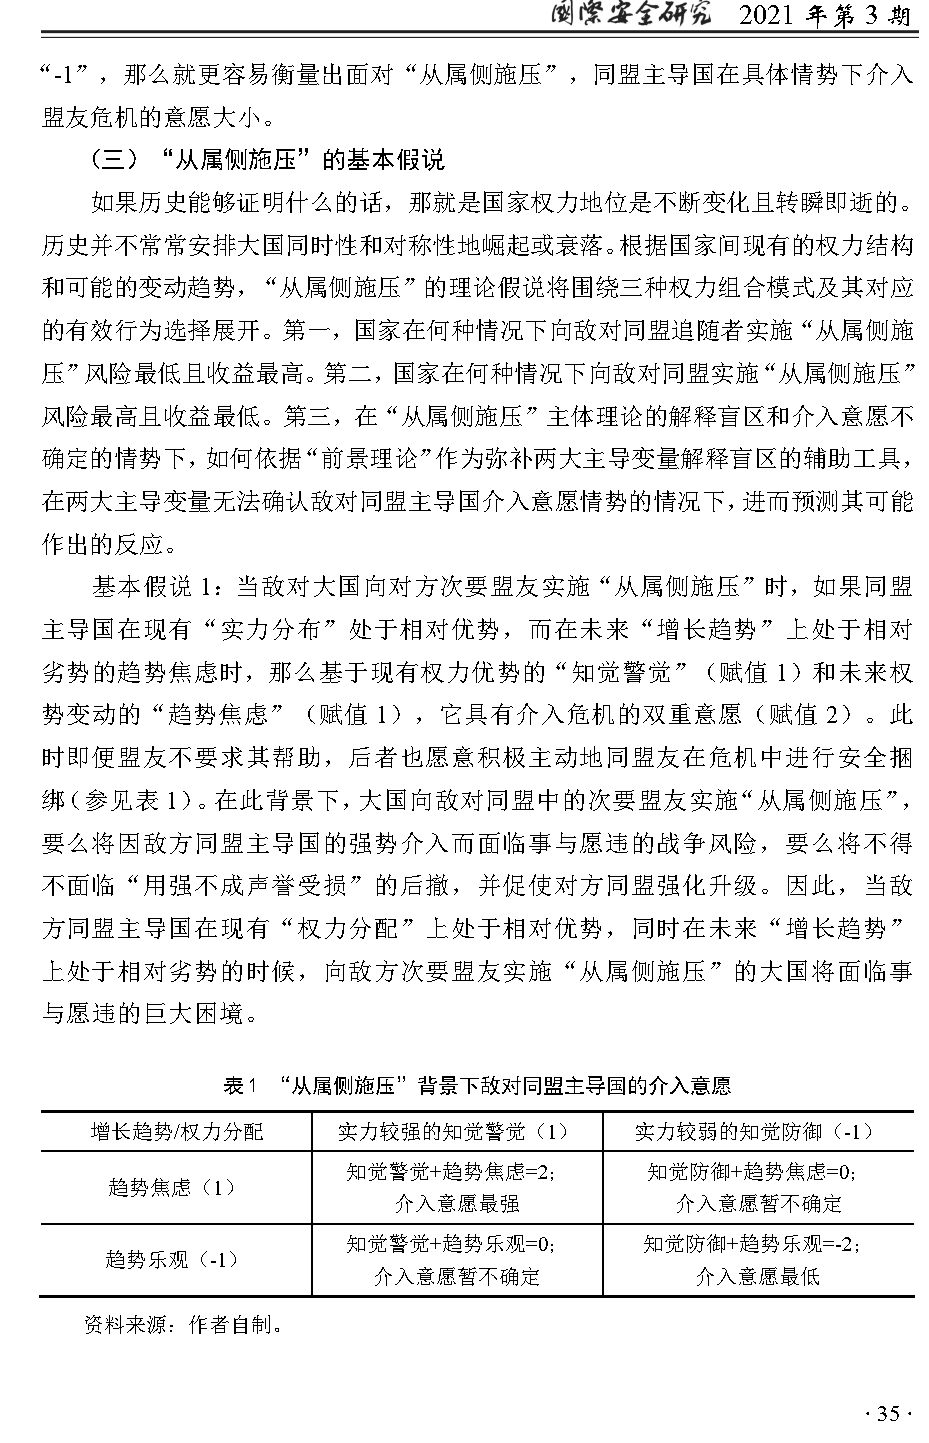 國際安全研究 2021 年第 3 期
“-1”，那么就更容易衡量出面对“从属侧施压”，同盟主导国在具体情势下介入
盟友危机的意愿大小。
（三）“从属侧施压”的基本假说
如果历史能够证明什么的话，那就是国家权力地位是不断变化且转瞬即逝的。
历史并不常常安排大国同时性和对称性地崛起或衰落。根据国家间现有的权力结构
和可能的变动趋势，“从属侧施压”的理论假说将围绕三种权力组合模式及其对应
的有效行为选择展开。第一，国家在何种情况下向敌对同盟追随者实施“从属侧施
压”风险最低且收益最高。第二，国家在何种情况下向敌对同盟实施“从属侧施压”
风险最高且收益最低。第三，在“从属侧施压”主体理论的解释盲区和介入意愿不
确定的情势下，如何依据“前景理论”作为弥补两大主导变量解释盲区的辅助工具，
在两大主导变量无法确认敌对同盟主导国介入意愿情势的情况下，进而预测其可能
作出的反应。
基本假说 1：当敌对大国向对方次要盟友实施“从属侧施压”时，如果同盟
主导国在现有“实力分布”处于相对优势，而在未来“增长趋势”上处于相对
劣势的趋势焦虑时，那么基于现有权力优势的“知觉警觉”（赋值 1）和未来权
势变动的“趋势焦虑”（赋值 1），它具有介入危机的双重意愿（赋值 2）。此
时即便盟友不要求其帮助，后者也愿意积极主动地同盟友在危机中进行安全捆
绑（参见表 1）。在此背景下，大国向敌对同盟中的次要盟友实施“从属侧施压”，
要么将因敌方同盟主导国的强势介入而面临事与愿违的战争风险，要么将不得
不面临“用强不成声誉受损”的后撤，并促使对方同盟强化升级。因此，当敌
方同盟主导国在现有“权力分配”上处于相对优势，同时在未来“增长趋势”
上处于相对劣势的时候，向敌方次要盟友实施“从属侧施压”的大国将面临事
与愿违的巨大困境。
表 1 “从属侧施压”背景下敌对同盟主导国的介入意愿
增长趋势/权力分配 实力较强的知觉警觉（1） 实力较弱的知觉防御（-1）
趋势焦虑（1） 知觉警觉+趋势焦虑=2； 知觉防御+趋势焦虑=0；
介入意愿最强 介入意愿暂不确定
趋势乐观（-1） 知觉警觉+趋势乐观=0； 知觉防御+趋势乐观=-2；
介入意愿暂不确定 介入意愿最低
资料来源：作者自制。
· 35 ·